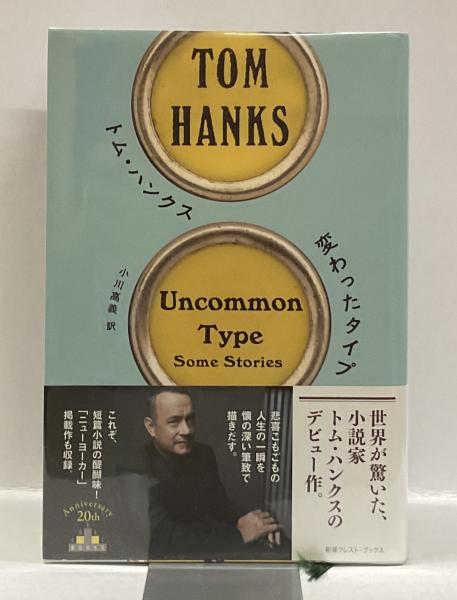 TOM
HANKS
トム・ハンクス
変わったタイプ
小川高義 訳
Uncommon
Type
Some Stories
世界が驚いた、
小説家
トム・ハンクスの
デビュー作。
新潮クレスト・ブックス
悲喜こもごもの
人生の一瞬を
懐の深い筆致で
描きだす。
これぞ、
短篇小説の醍醐味!
「ニューヨーカー」
掲載作も収録。
Anniversary
20th
BOOKS